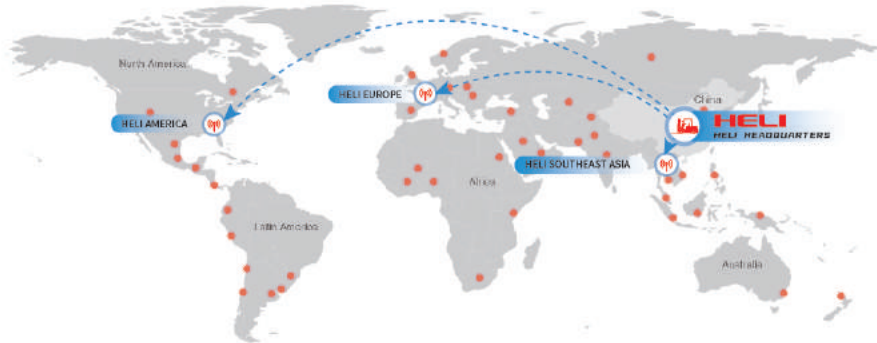 North America
HELI EUROPE
China
HELI AMERICA
HELI
HELI HEADQUARTERS
HELI SOUTHEAST ASIA
Africa
Latin America
Australia